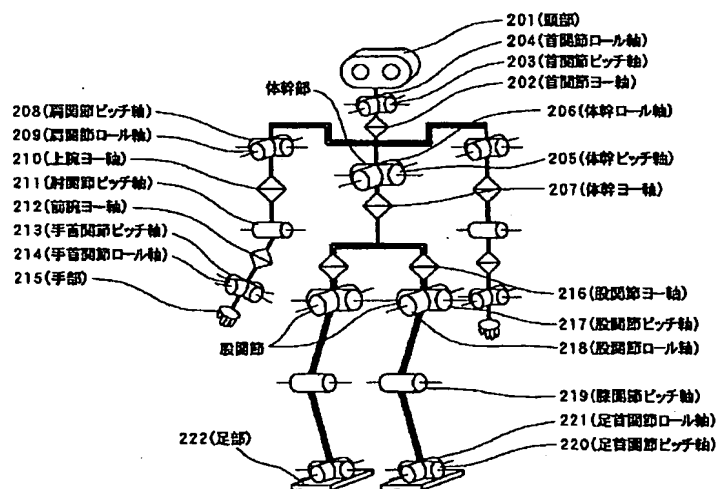 201(頭部)
204(首関節ロール軸)
203(首関節ピッチ軸)
202(首関節ヨー軸)
体幹部
206(体幹ロール軸)
208(肩関節ピッチ軸)
209(肩関節ロール軸)
210(上腕ヨー軸)
211(肘関節ピッチ軸)
212(前腕ヨー軸)
213(手首関節ピッチ軸)
214(手首関節ロール軸)
215(手部)
205(体幹ピッチ軸)
207(体幹ヨー軸)
216(股関節ヨー軸)
217(股関節ピッチ軸)
218(股関節ロール軸)
股関節
219(膝関節ピッチ軸)
221(足首関節ロール軸)
220(足首関節ピッチ軸)
222(足部)